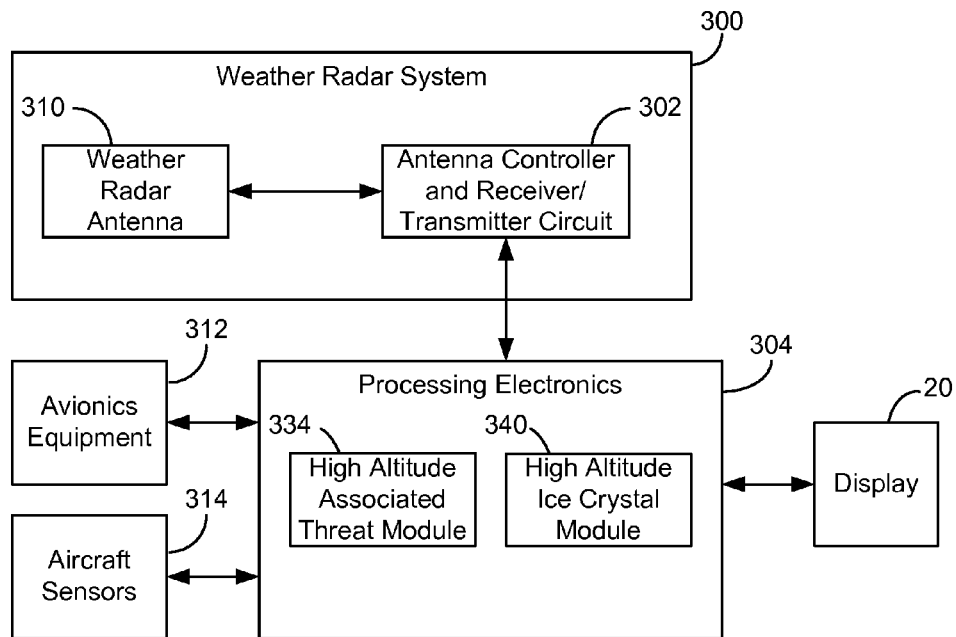 300
Weather Radar System
310
302
Weather
Radar
Antenna
Antenna Controller
and Receiver/
Transmitter Circuit
312
304
Avionics
Equipment
Processing Electronics
20
334
340
High Altitude
Associated
Threat Module
High Altitude
Ice Crystal
Module
Display
314
Aircraft
Sensors